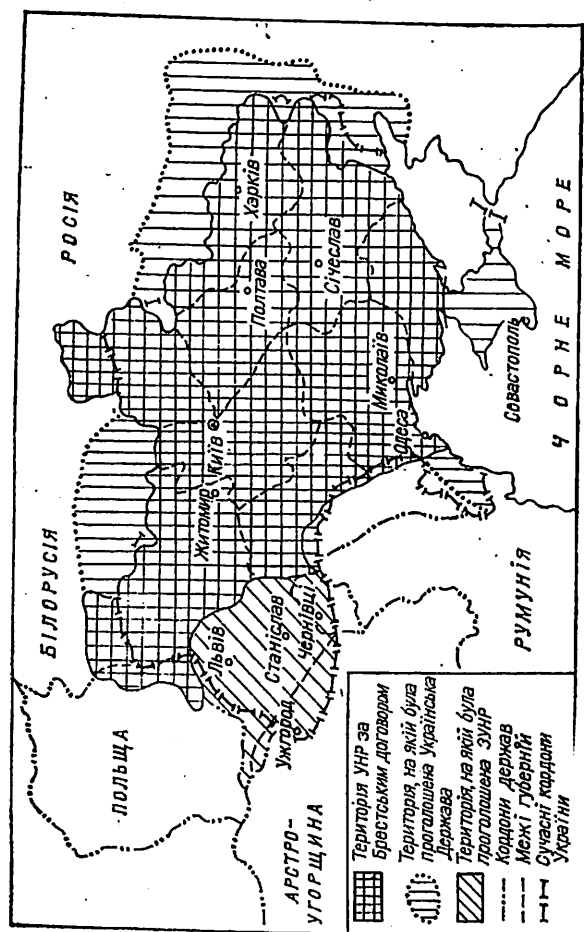 РОСІЯ
БІЛОРУСІЯ
ПОЛЬЩА
АРСТРО-
УГОРЩИНА
РУМУНІЯ
ЧОРНЕ МОРЕ
Харків
Полтава
Січеслав
Київ
Житомир
Миколаїв
Одеса
Севастополь
Львів
Станіслав
Чернівці
Ужгород
Територія УНР за
Брестським договором
Територія, на якій була
проголошена Українська
Держава
Територія, на якій була
проголошена ЗУНР
Кордони держав
Межі губерній
Сучасні кордони
України